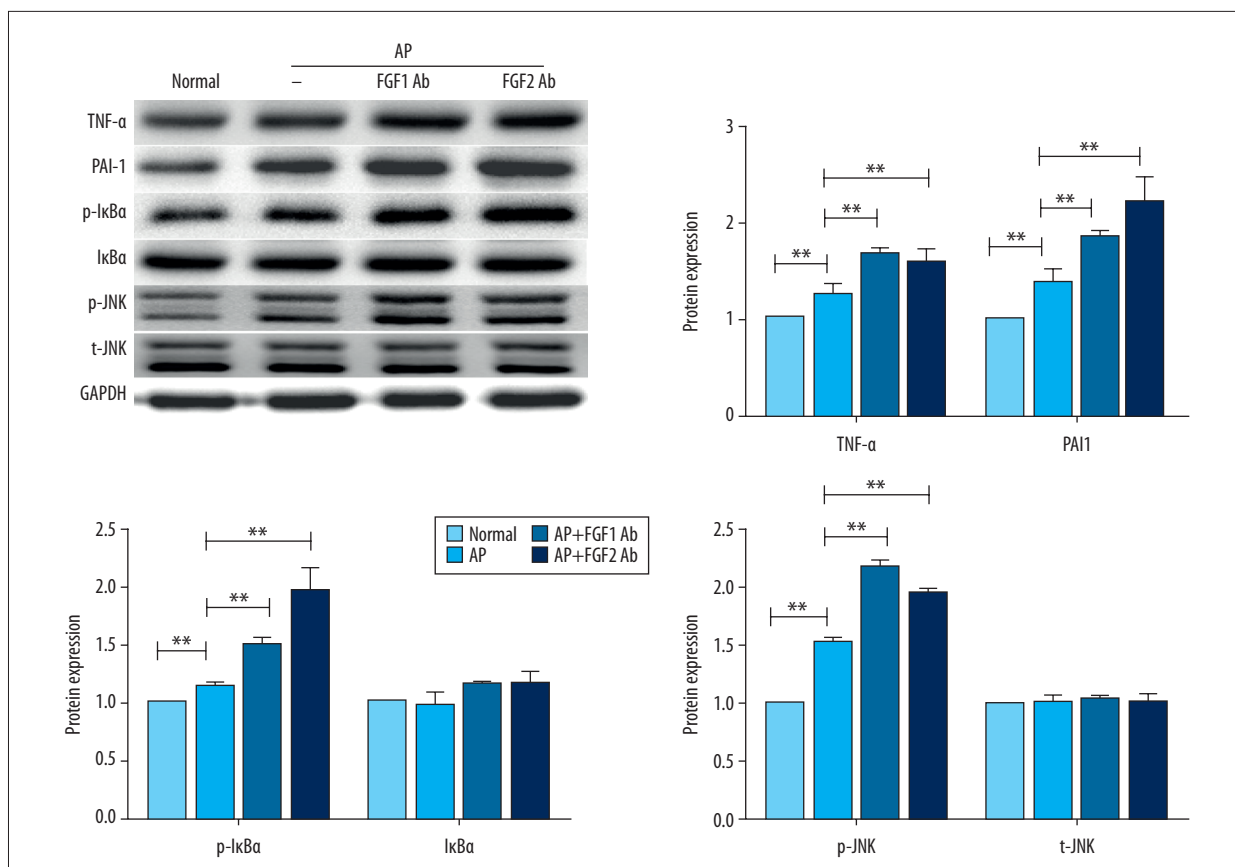 AP
Normal – FGF1 Ab FGF2 Ab
TNF-α
PAI-1
p-IκBα
IκBα
p-JNK
t-JNK
GAPDH
Protein expression
3
2
1
0
** ** **
** ** **
TNF-α PAI1
Protein expression
2.5
2.0
1.5
1.0
0.5
0.0
** ** **
p-IκBα IκBα
Normal AP+FGF1 Ab
AP AP+FGF2 Ab
Protein expression
2.5
2.0
1.5
1.0
0.5
0.0
** ** **
p-JNK t-JNK